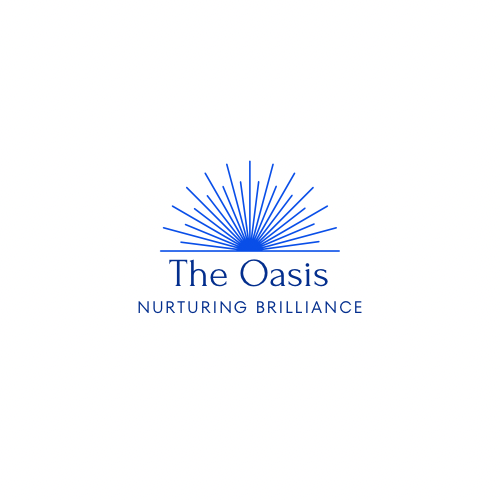 The Oasis
NURTURING BRILLIANCE